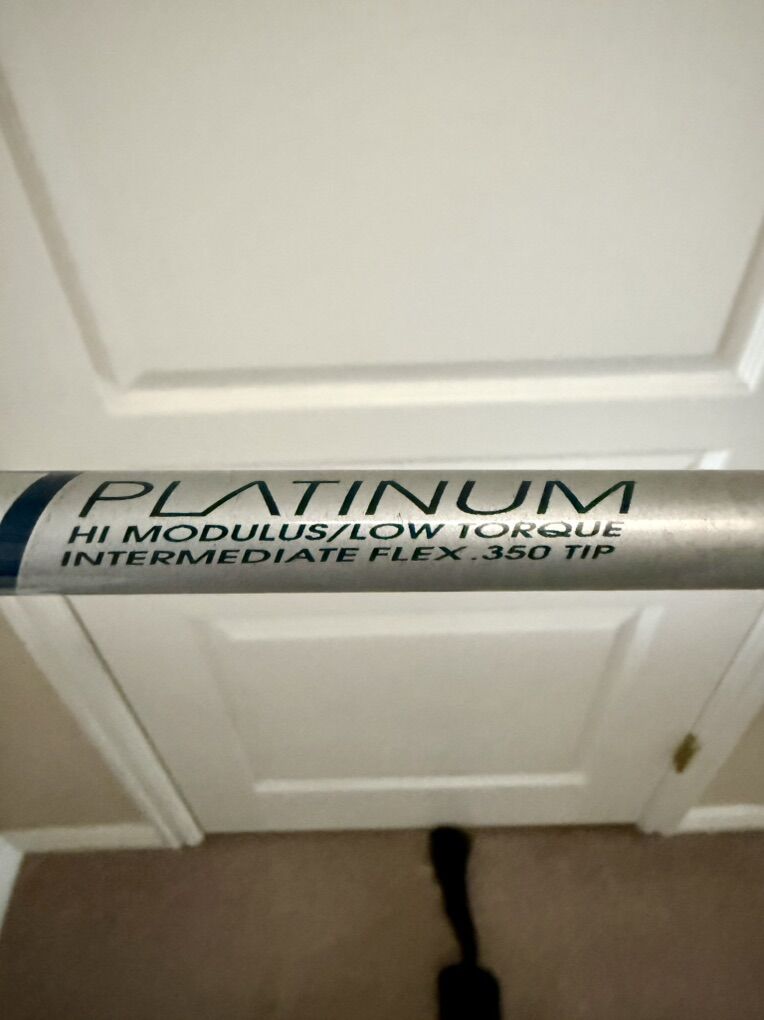 PLATINUM
HI MODULUS/LOW TORQUE
INTERMEDIATE FLEX .350 TIP